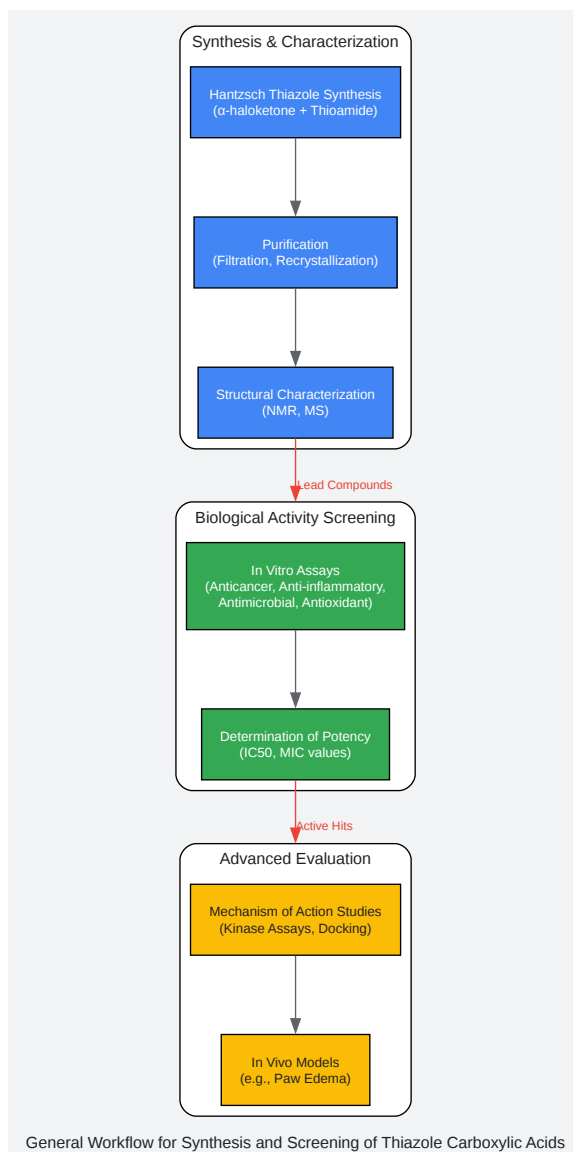 Synthesis & Characterization
Hantzsch Thiazole Synthesis
(α-haloketone + Thioamide)
Purification
(Filtration, Recrystallization)
Structural Characterization
(NMR, MS)
Lead Compounds
Biological Activity Screening
In Vitro Assays
(Anticancer, Anti-inflammatory,
Antimicrobial, Antioxidant)
Determination of Potency
(IC50, MIC values)
Active Hits
Advanced Evaluation
Mechanism of Action Studies
(Kinase Assays, Docking)
In Vivo Models
(e.g., Paw Edema)
General Workflow for Synthesis and Screening of Thiazole Carboxylic Acids